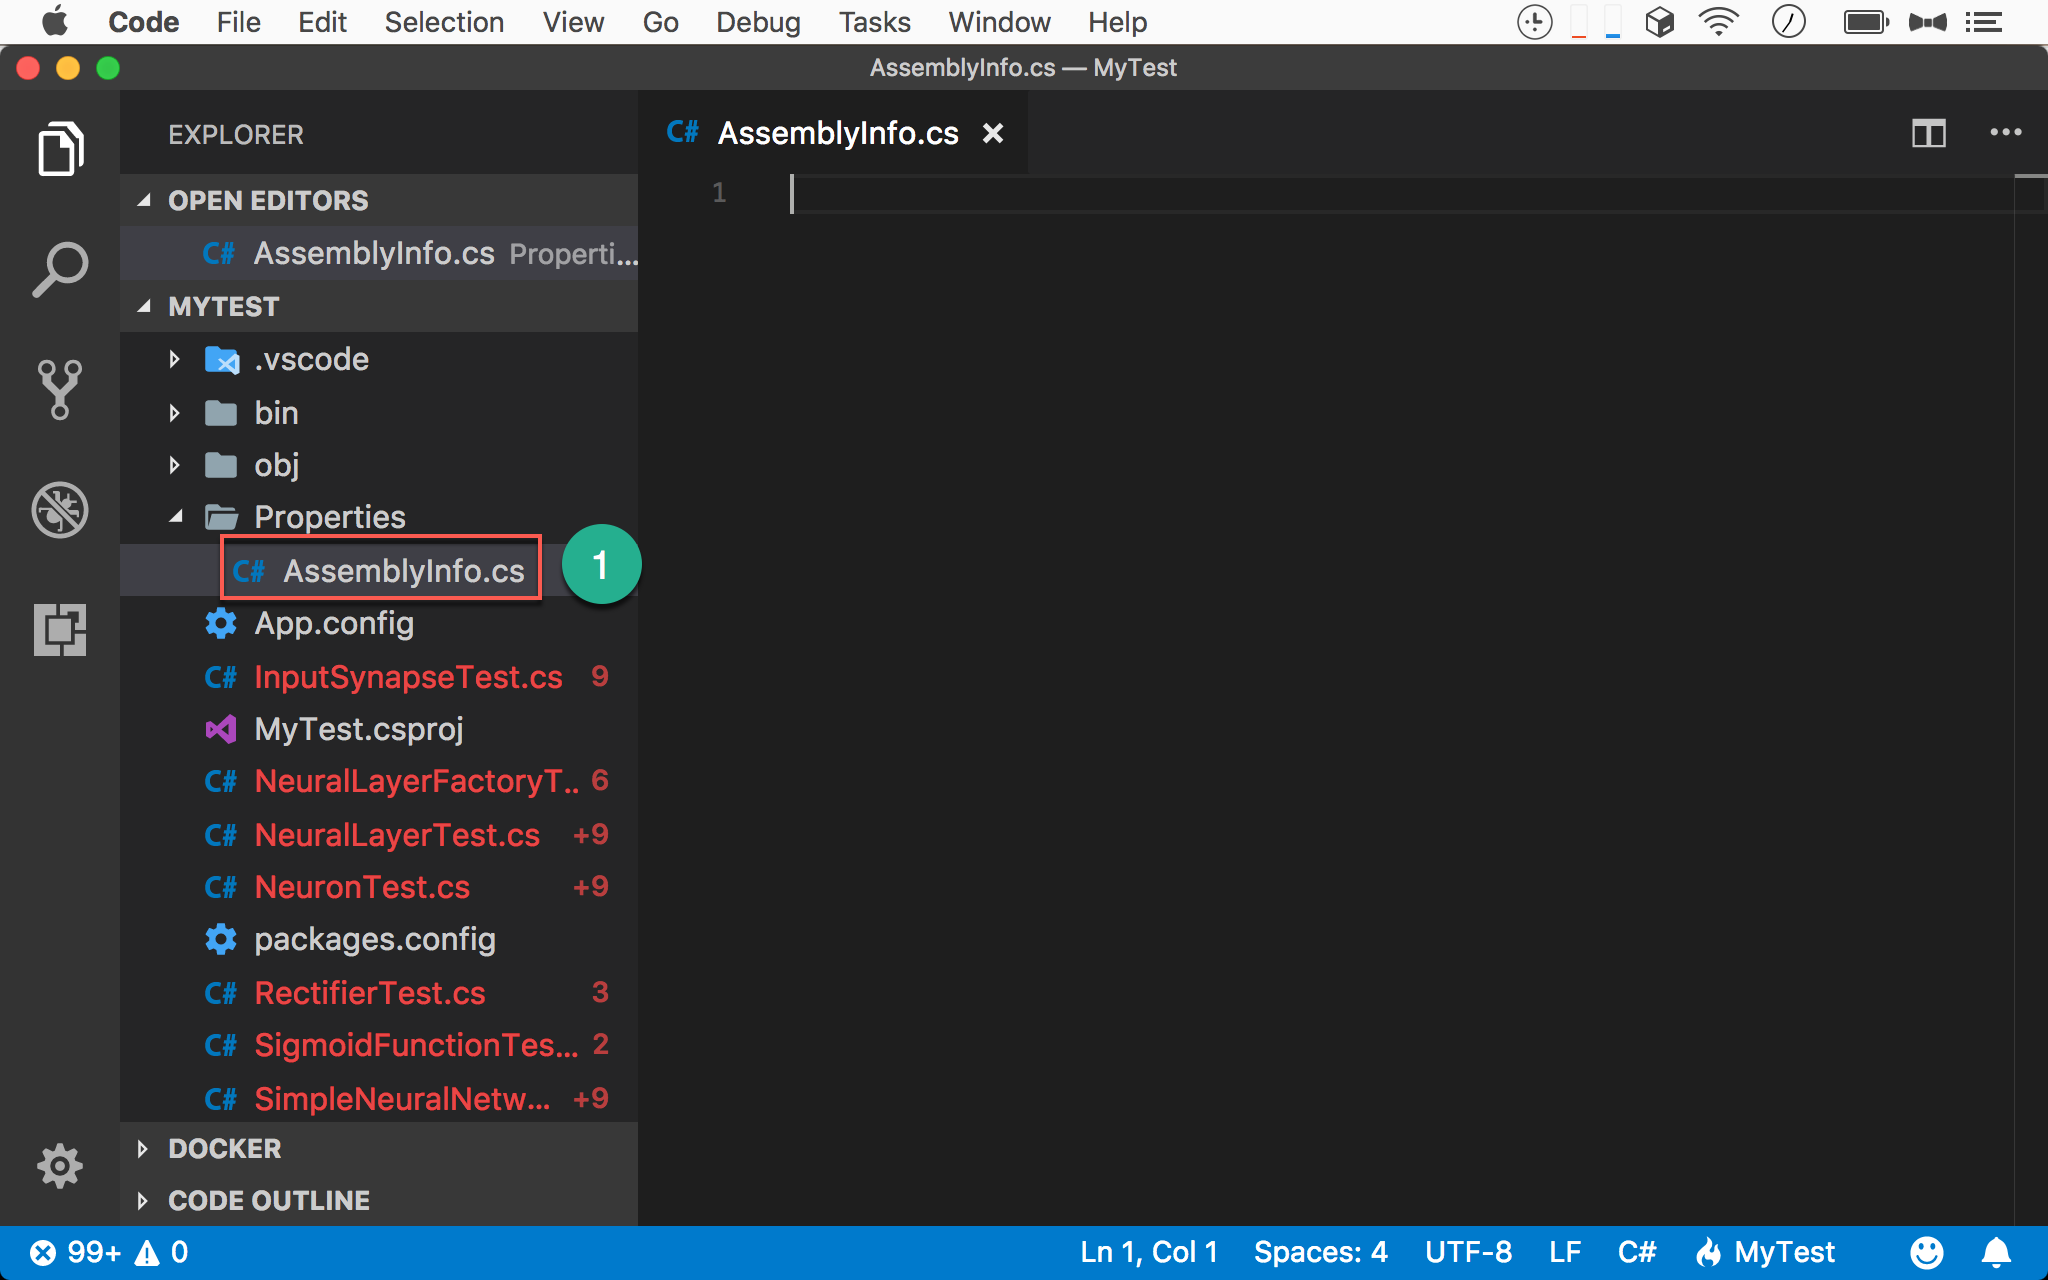 Code File Edit Selection View Go Debug Tasks Window Help
AssemblyInfo.cs — MyTest
EXPLORER
C# AssemblyInfo.cs
OPEN EDITORS
1
C# AssemblyInfo.cs Properti...
MYTEST
.vscode
bin
obj
Properties
C# AssemblyInfo.cs
1
App.config
C# InputSynapseTest.cs 9
MyTest.csproj
C# NeuralLayerFactoryT.. 6
C# NeuralLayerTest.cs +9
C# NeuronTest.cs +9
packages.config
C# RectifierTest.cs 3
C# SigmoidFunctionTes... 2
C# SimpleNeuralNetw... +9
DOCKER
CODE OUTLINE
99+ 0 Ln 1, Col 1 Spaces: 4 UTF-8 LF C# MyTest